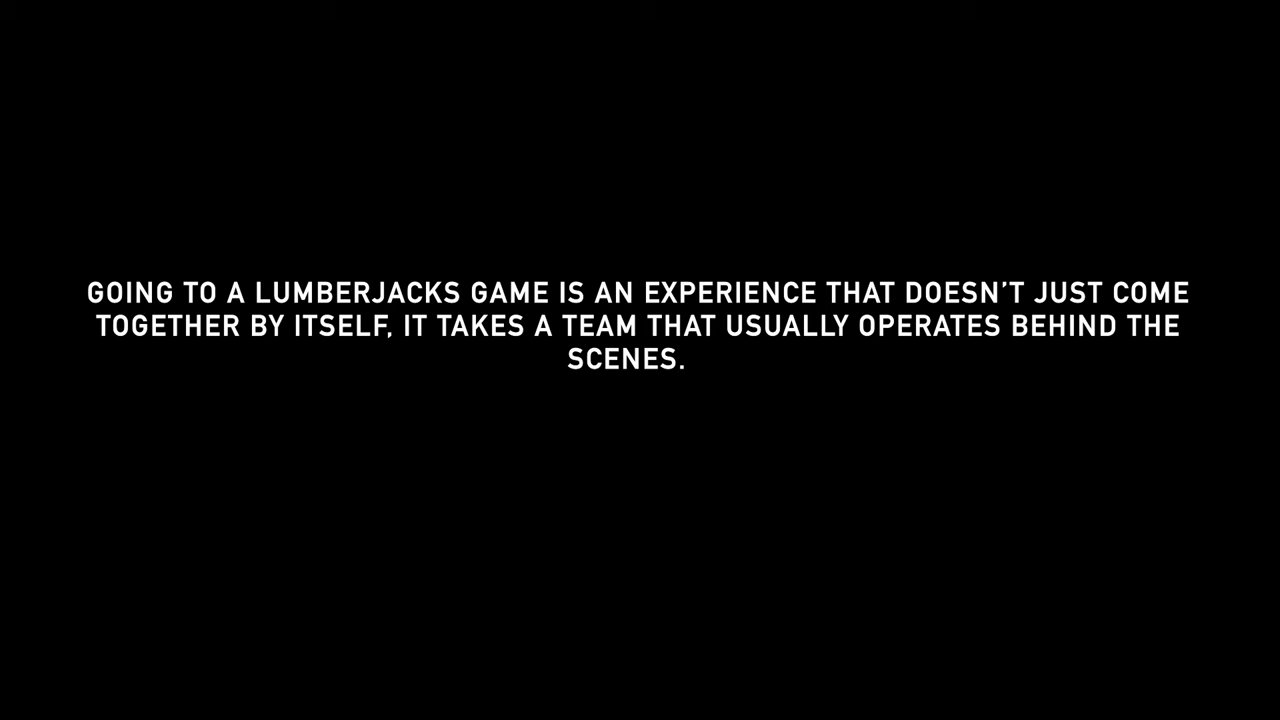 GOING TO A LUMBERJACKS GAME IS AN EXPERIENCE THAT DOESN’T JUST COME
TOGETHER BY ITSELF, IT TAKES A TEAM THAT USUALLY OPERATES BEHIND THE
SCENES.